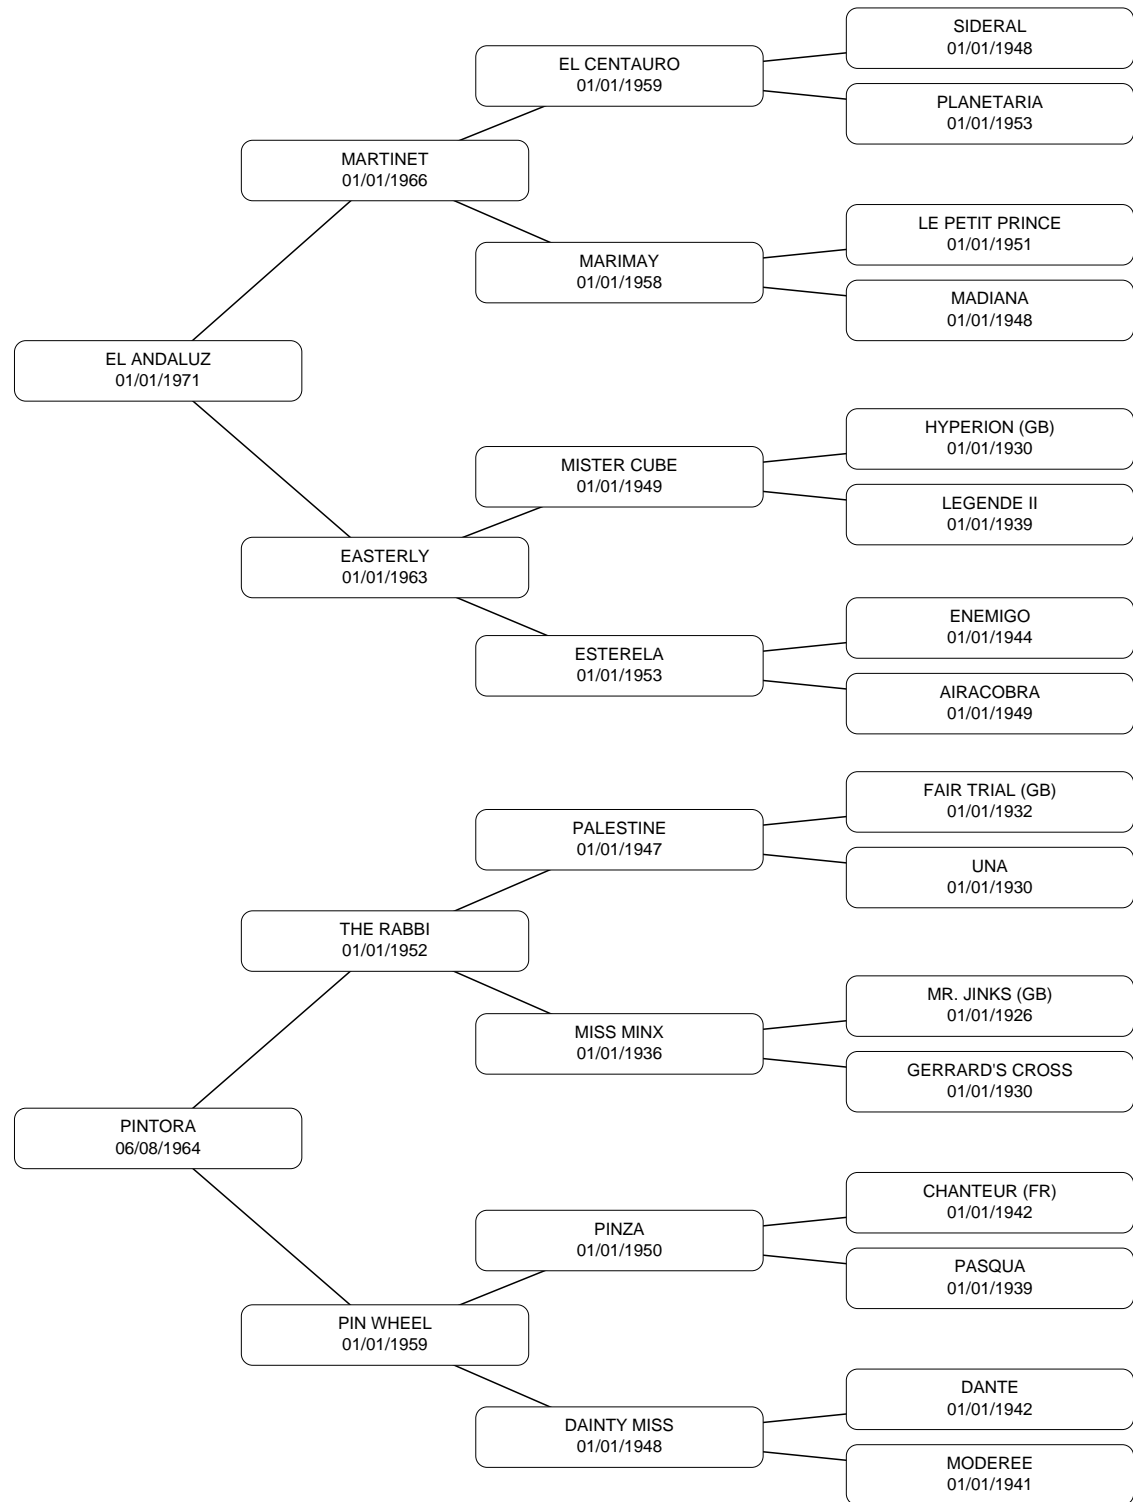 SIDERAL
01/01/1948
EL CENTAURO
01/01/1959
PLANETARIA
01/01/1953
MARTINET
01/01/1966
LE PETIT PRINCE
01/01/1951
MARIMAY
01/01/1958
MADIANA
01/01/1948
EL ANDALUZ
01/01/1971
HYPERION (GB)
01/01/1930
MISTER CUBE
01/01/1949
LEGENDE II
01/01/1939
EASTERLY
01/01/1963
ENEMIGO
01/01/1944
ESTERELA
01/01/1953
AIRACOBRA
01/01/1949
FAIR TRIAL (GB)
01/01/1932
PALESTINE
01/01/1947
UNA
01/01/1930
THE RABBI
01/01/1952
MR. JINKS (GB)
01/01/1926
MISS MINX
01/01/1936
GERRARD'S CROSS
01/01/1930
PINTORA
06/08/1964
CHANTEUR (FR)
01/01/1942
PINZA
01/01/1950
PASQUA
01/01/1939
PIN WHEEL
01/01/1959
DANTE
01/01/1942
DAINTY MISS
01/01/1948
MODEREE
01/01/1941